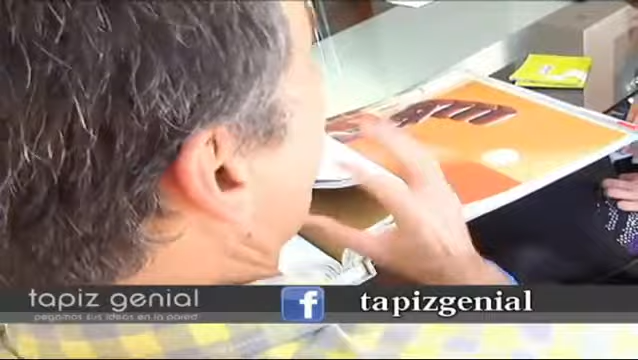 tapiz genial
pegamos sus ideas en la pared
f
tapizgenial